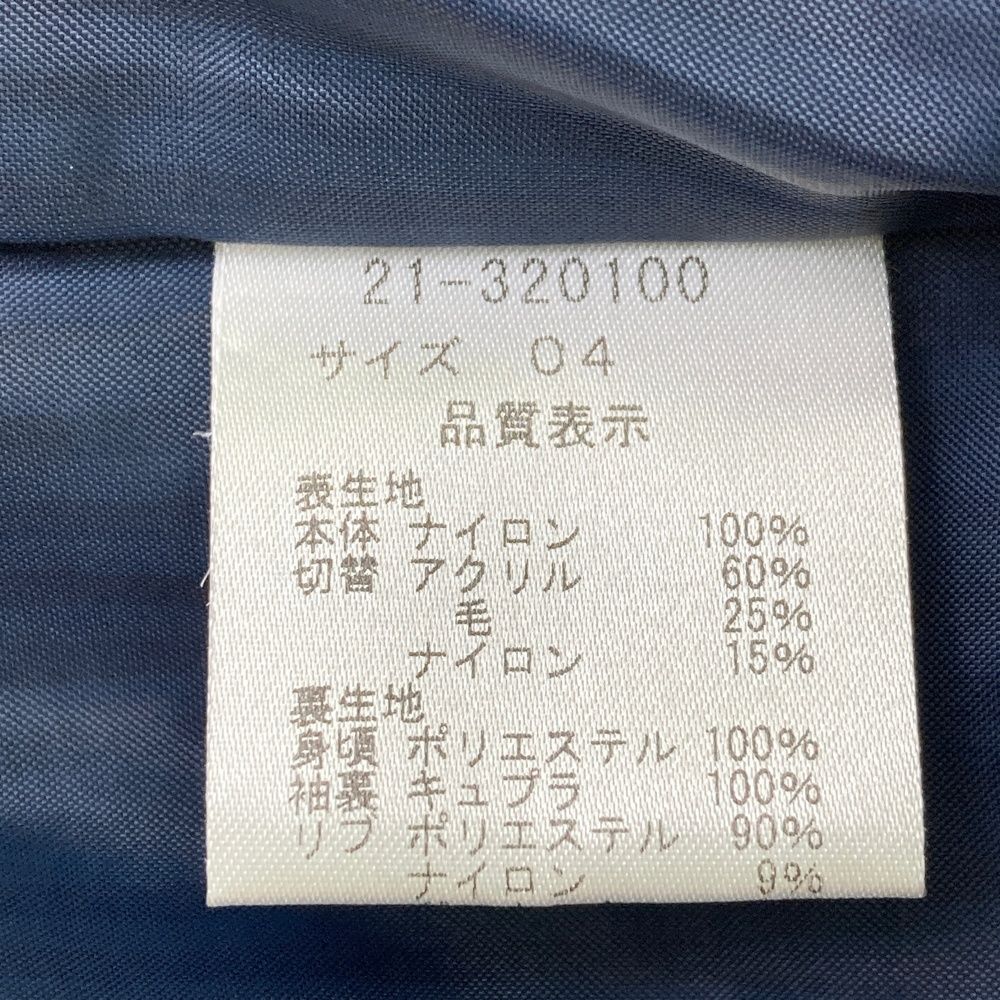 21-320100
サイズ 04
品質表示
表生地
本体 ナイロン 100%
切替 アクリル 60%
毛 25%
ナイロン 15%
裏生地
身頃 ポリエステル 100%
袖裏 キュプラ 100%
リブ ポリエステル 90%
ナイロン 9%